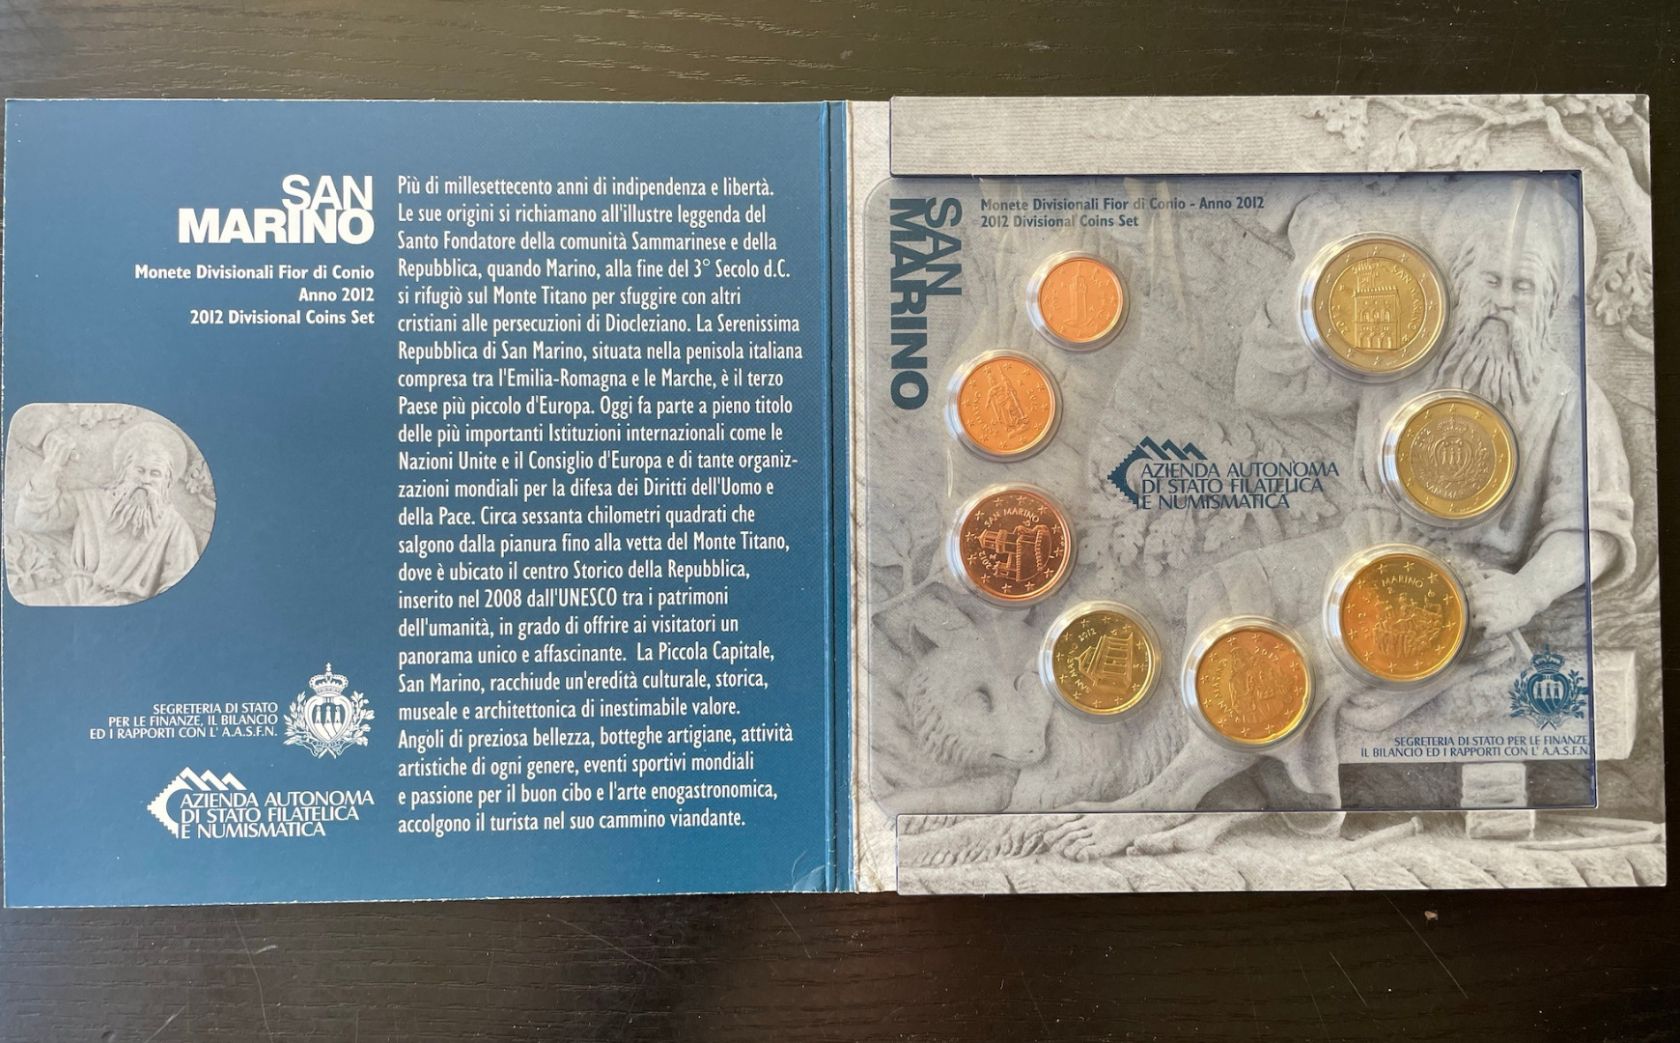 SAN
MARINO
Monete Divisionali Fior di Conio
Anno 2012
2012 Divisional Coins Set
SEGRETERIA DI STATO
PER LE FINANZE, IL BILANCIO
ED I RAPPORTI CON L' A.A.S.F.N.
AZIENDA AUTONOMA
DI STATO FILATELICA
E NUMISMATICA
Più di millesettecento anni di indipendenza e libertà.
Le sue origini si richiamano all'illustre leggenda del
Santo Fondatore della comunità Sammarinese e della
Repubblica, quando Marino, alla fine del 3° Secolo d.C.
si rifugiò sul Monte Titano per sfuggire con altri
cristiani alle persecuzioni di Diocleziano. La Serenissima
Repubblica di San Marino, situata nella penisola italiana
compresa tra l'Emilia-Romagna e le Marche, è il terzo
Paese più piccolo d'Europa. Oggi fa parte a pieno titolo
delle più importanti Istituzioni internazionali come le
Nazioni Unite e il Consiglio d'Europa e di tante organiz-
zazioni mondiali per la difesa dei Diritti dell'Uomo e
della Pace. Circa sessanta chilometri quadrati che
salgono dalla pianura fino alla vetta del Monte Titano,
dove è ubicato il centro Storico della Repubblica,
inserito nel 2008 dall'UNESCO tra i patrimoni
dell'umanità, in grado di offrire ai visitatori un
panorama unico e affascinante. La Piccola Capitale,
San Marino, racchiude un'eredità culturale, storica,
museale e architettonica di inestimabile valore.
Angoli di preziosa bellezza, botteghe artigiane, attività
artistiche di ogni genere, eventi sportivi mondiali
e passione per il buon cibo e l'arte enogastronomica,
accolgono il turista nel suo cammino viandante.
SAN
MARINO
Monete Divisionali Fior di Conio - Anno 2012
2012 Divisional Coins Set
SAN MARINO
2012
SAN MARINO
2012
SAN MARINO 2012
MARINO
AZIENDA AUTONOMA
DI STATO FILATELICA
E NUMISMATICA
SEGRETERIA DI STATO PER LE FINANZE,
IL BILANCIO ED I RAPPORTI CON L' A.A.S.F.N.